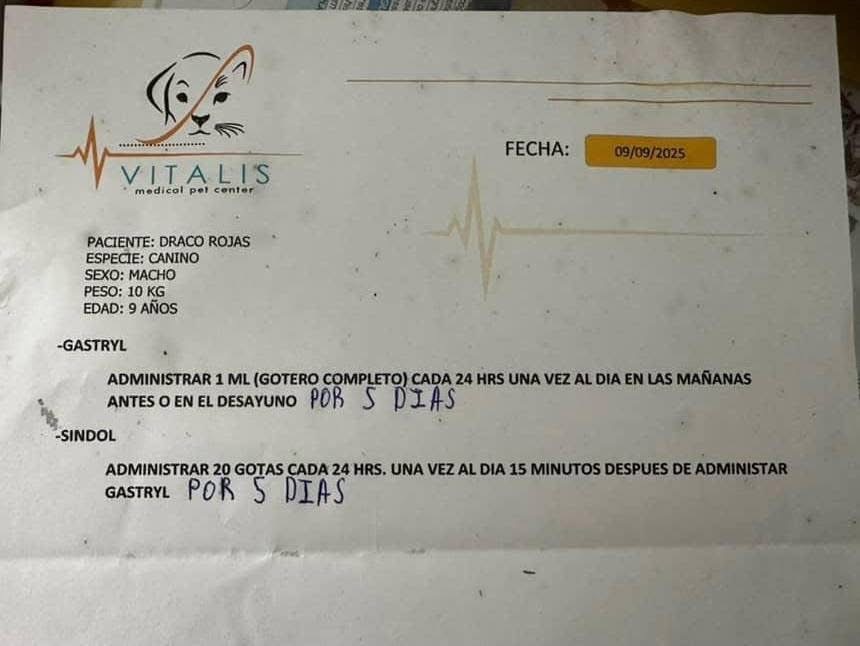 FECHA: 09/09/2025
VITALIS
medical pet center
PACIENTE: DRACO ROJAS
ESPECIE: CANINO
SEXO: MACHO
PESO: 10 KG
EDAD: 9 AÑOS
-GASTRYL
ADMINISTRAR 1 ML (GOTERO COMPLETO) CADA 24 HRS UNA VEZ AL DIA EN LAS MAÑANAS
ANTES O EN EL DESAYUNO POR 5 DIAS
-SINDOL
ADMINISTRAR 20 GOTAS CADA 24 HRS. UNA VEZ AL DIA 15 MINUTOS DESPUES DE ADMINISTAR
GASTRYL POR 5 DIAS